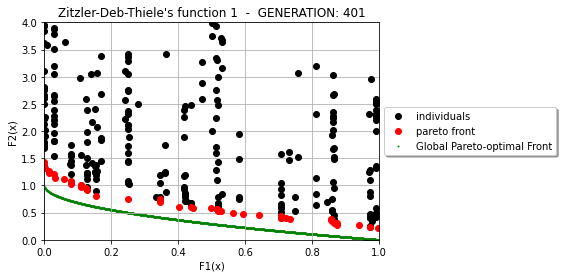 Zitzler-Deb-Thiele's function 1 - GENERATION: 401
4.0
3.5
3.0
2.5
2.0
1.5
1.0
0.5
0.0
F2(x)
0.0 0.2 0.4 0.6 0.8 1.0
F1(x)
individuals
pareto front
Global Pareto-optimal Front